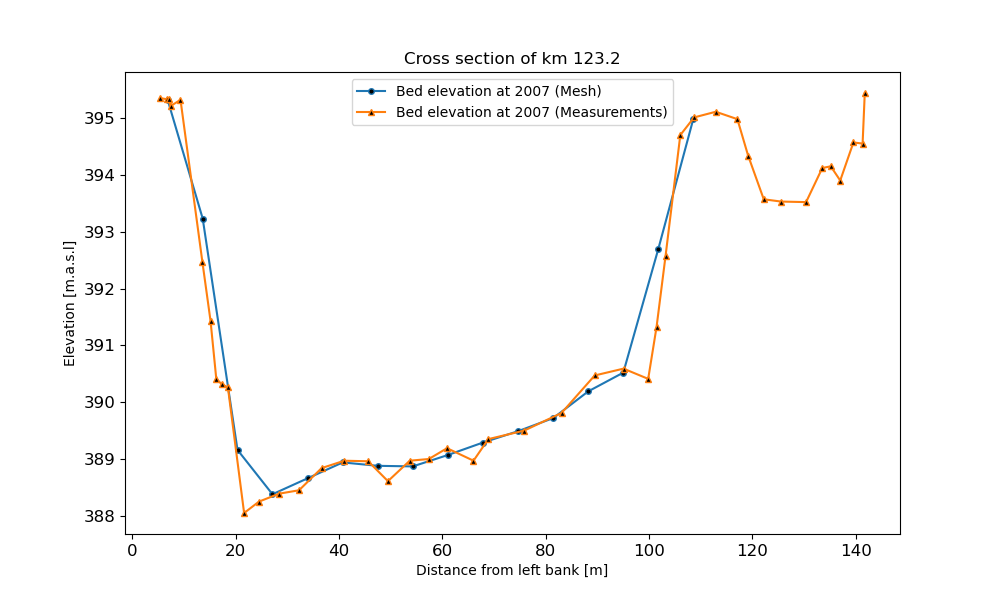 Cross section of km 123.2
Bed elevation at 2007 (Mesh)
Bed elevation at 2007 (Measurements)
Elevation [m.a.s.l]
395
394
393
392
391
390
389
388
0 20 40 60 80 100 120 140
Distance from left bank [m]